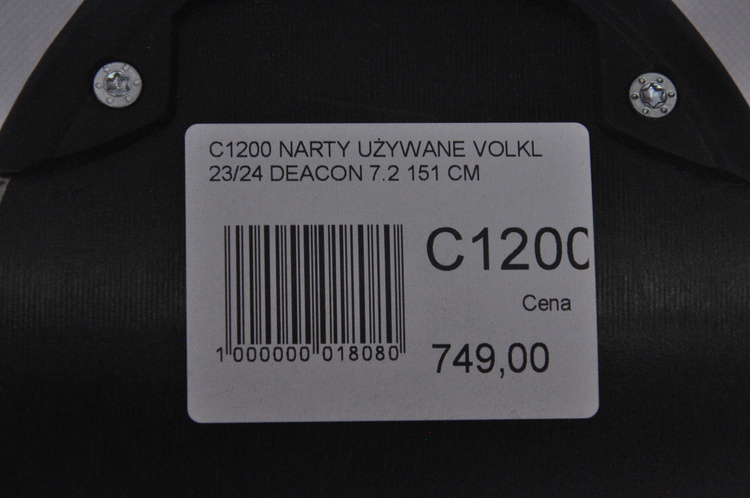 C1200 NARTY UŻYWANE VOLKL
23/24 DEACON 7.2 151 CM
C1200
Cena
1 000000 018080
749,00